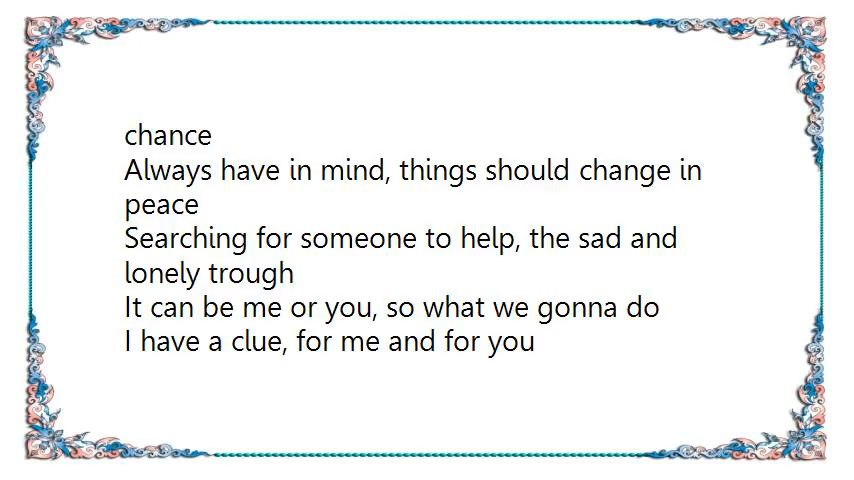 chance
Always have in mind, things should change in
peace
Searching for someone to help, the sad and
lonely trough
It can be me or you, so what we gonna do
I have a clue, for me and for you